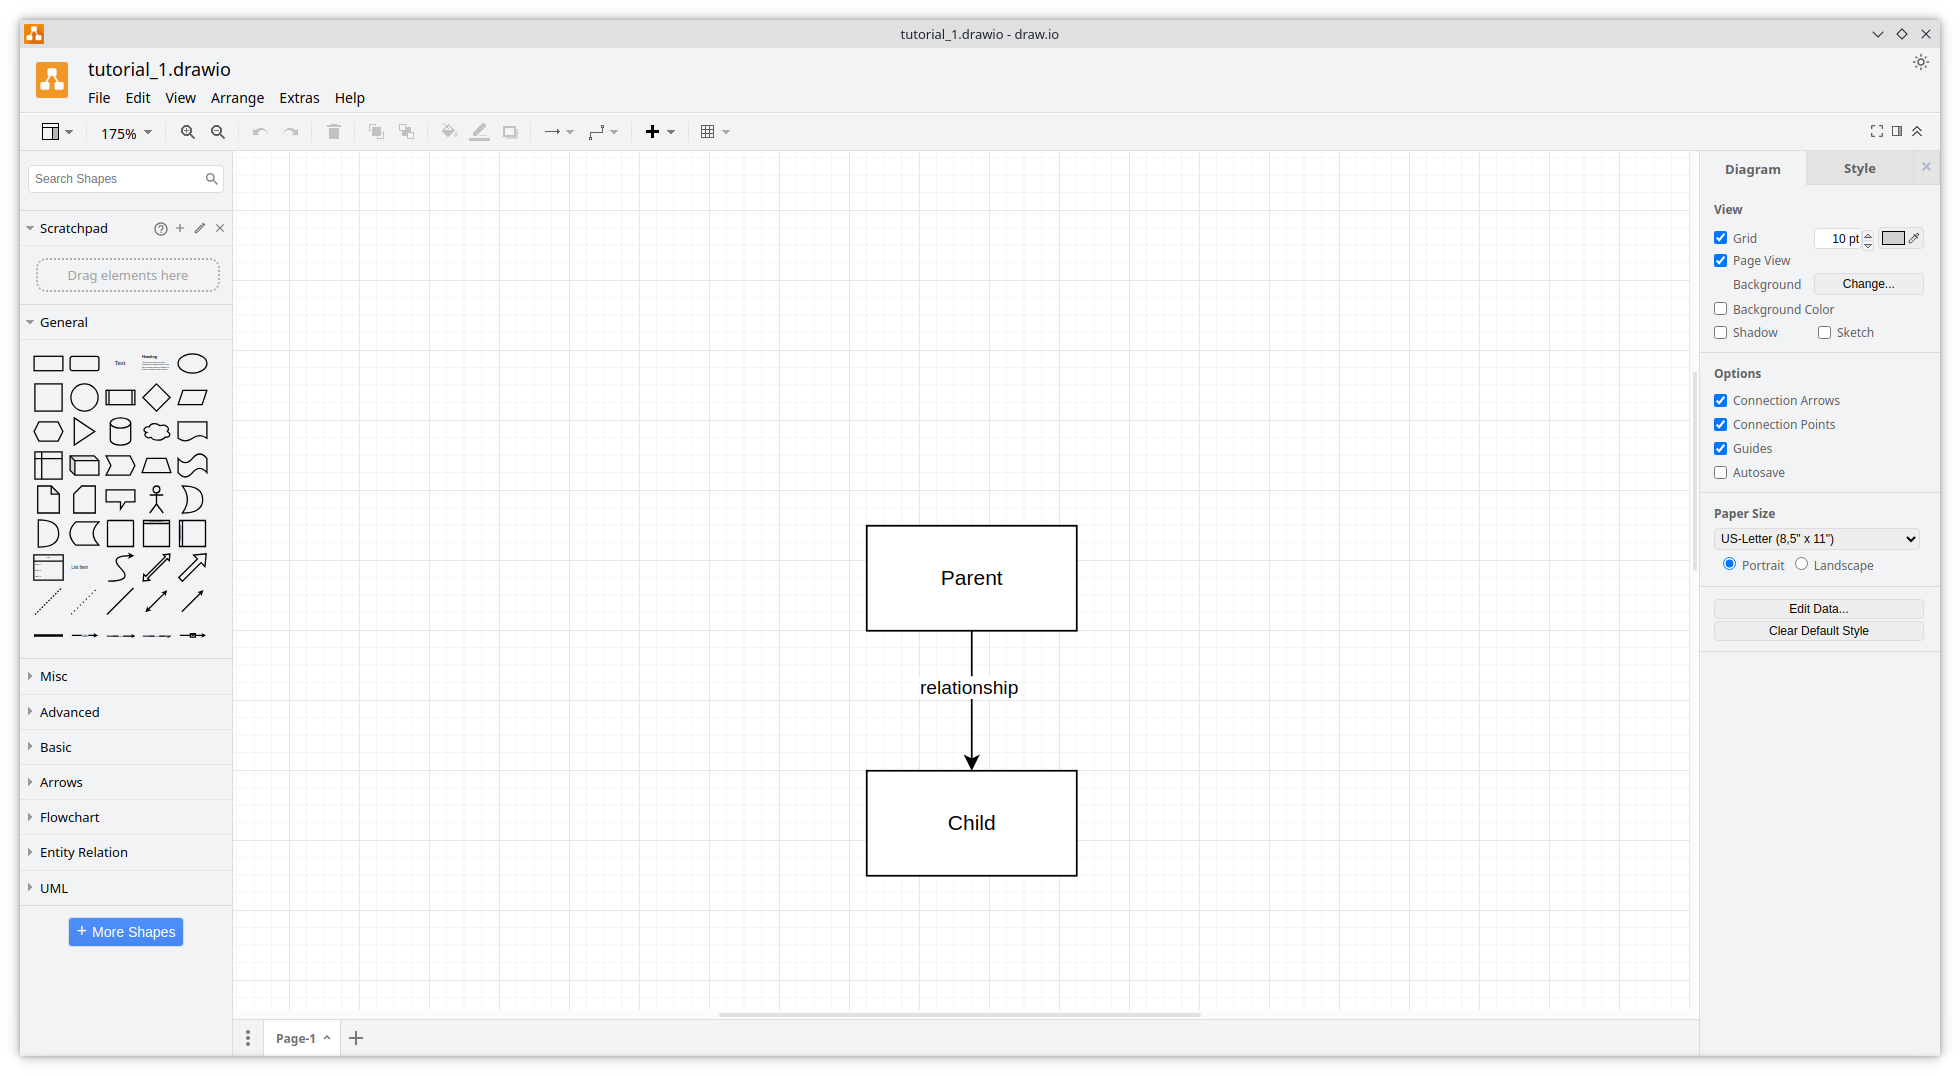 tutorial_1.drawio - draw.io
tutorial_1.drawio
File Edit View Arrange Extras Help
175%
Search Shapes
Scratchpad
Drag elements here
General
Text
Heading
List Item
Misc
Advanced
Basic
Arrows
Flowchart
Entity Relation
UML
+ More Shapes
Parent
relationship
Child
Page-1
Diagram Style
View
Grid 10 pt
Page View
Background Change...
Background Color
Shadow Sketch
Options
Connection Arrows
Connection Points
Guides
Autosave
Paper Size
US-Letter (8,5" x 11")
Portrait Landscape
Edit Data...
Clear Default Style